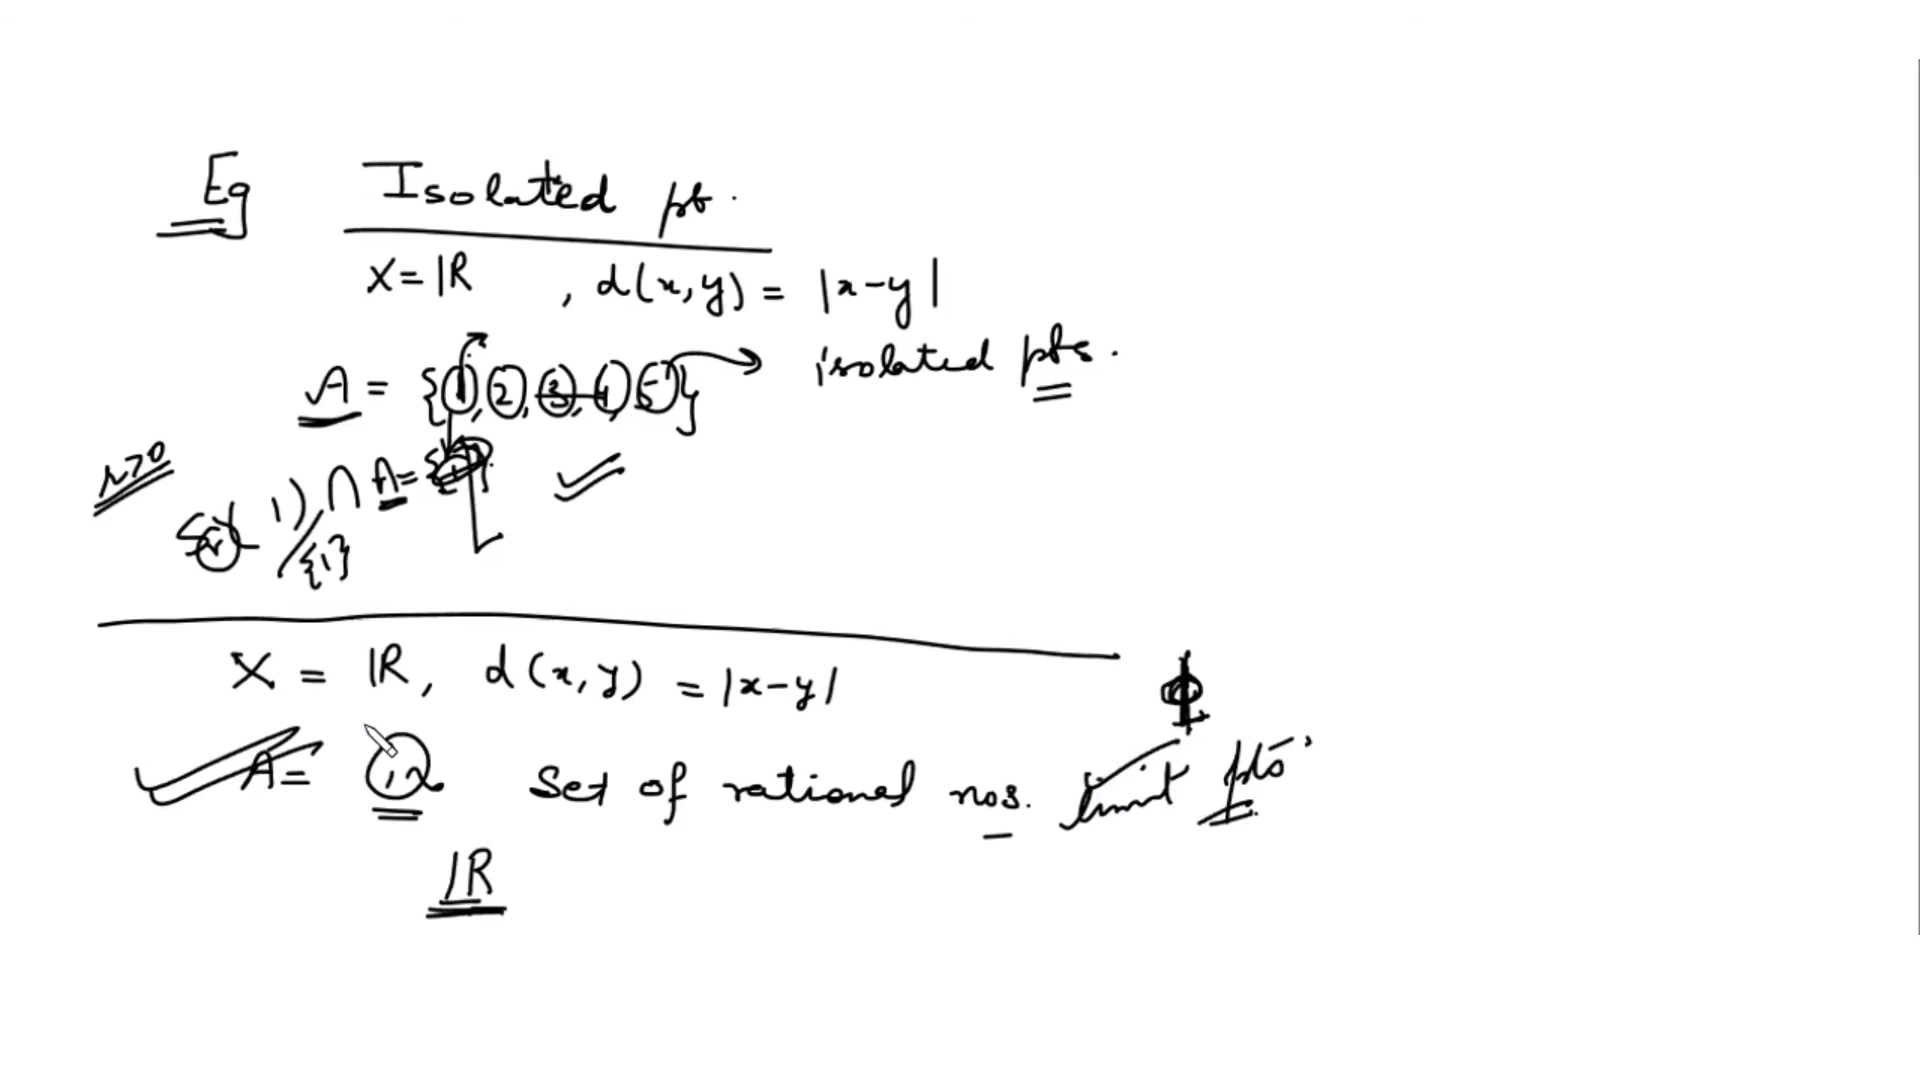 Eg Isolated pt.
X = ℝ , d(x,y) = |x-y|
A = {1, 2, 3, 4, 5} isolated pts.
r>0
1) ∩ A = {1}.
{1}
X = ℝ, d(x,y) = |x-y|
ϕ
A = Q Set of rational nos. limit pts.
ℝ